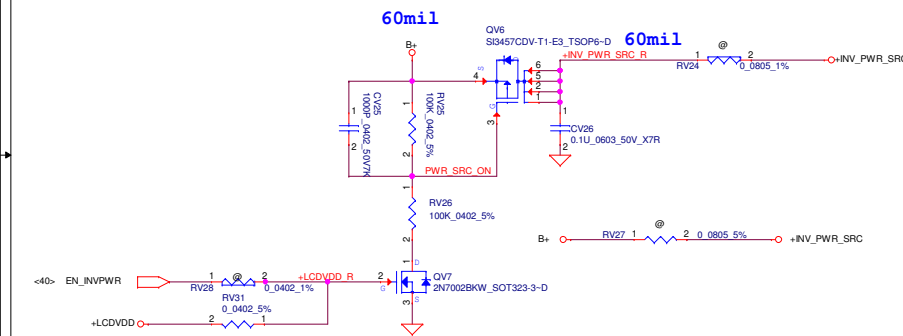 60mil
QV6
SI3457CDV-T1-E3_TSOP6~D
60mil
B+
+INV_PWR_SRC_R
@
+INV_PWR_SRC
1
RV24
2
0_0805_1%
S
4
6
5
2
1
G
3
1
CV25
1000P_0402_50V7K
2
1
RV25
100K_0402_5%
2
1
CV26
0.1U_0603_50V_X7R
2
PWR_SRC_ON
1
RV26
100K_0402_5%
2
@
B+
RV27
1
2
0_0805_5%
+INV_PWR_SRC
1
D
QV7
2N7002BKW_SOT323-3~D
2
G
3
S
<40>
EN_INVPWR
1
@
2
+LCDVDD_R
RV28
0_0402_1%
RV31
0_0402_5%
+LCDVDD
2
1